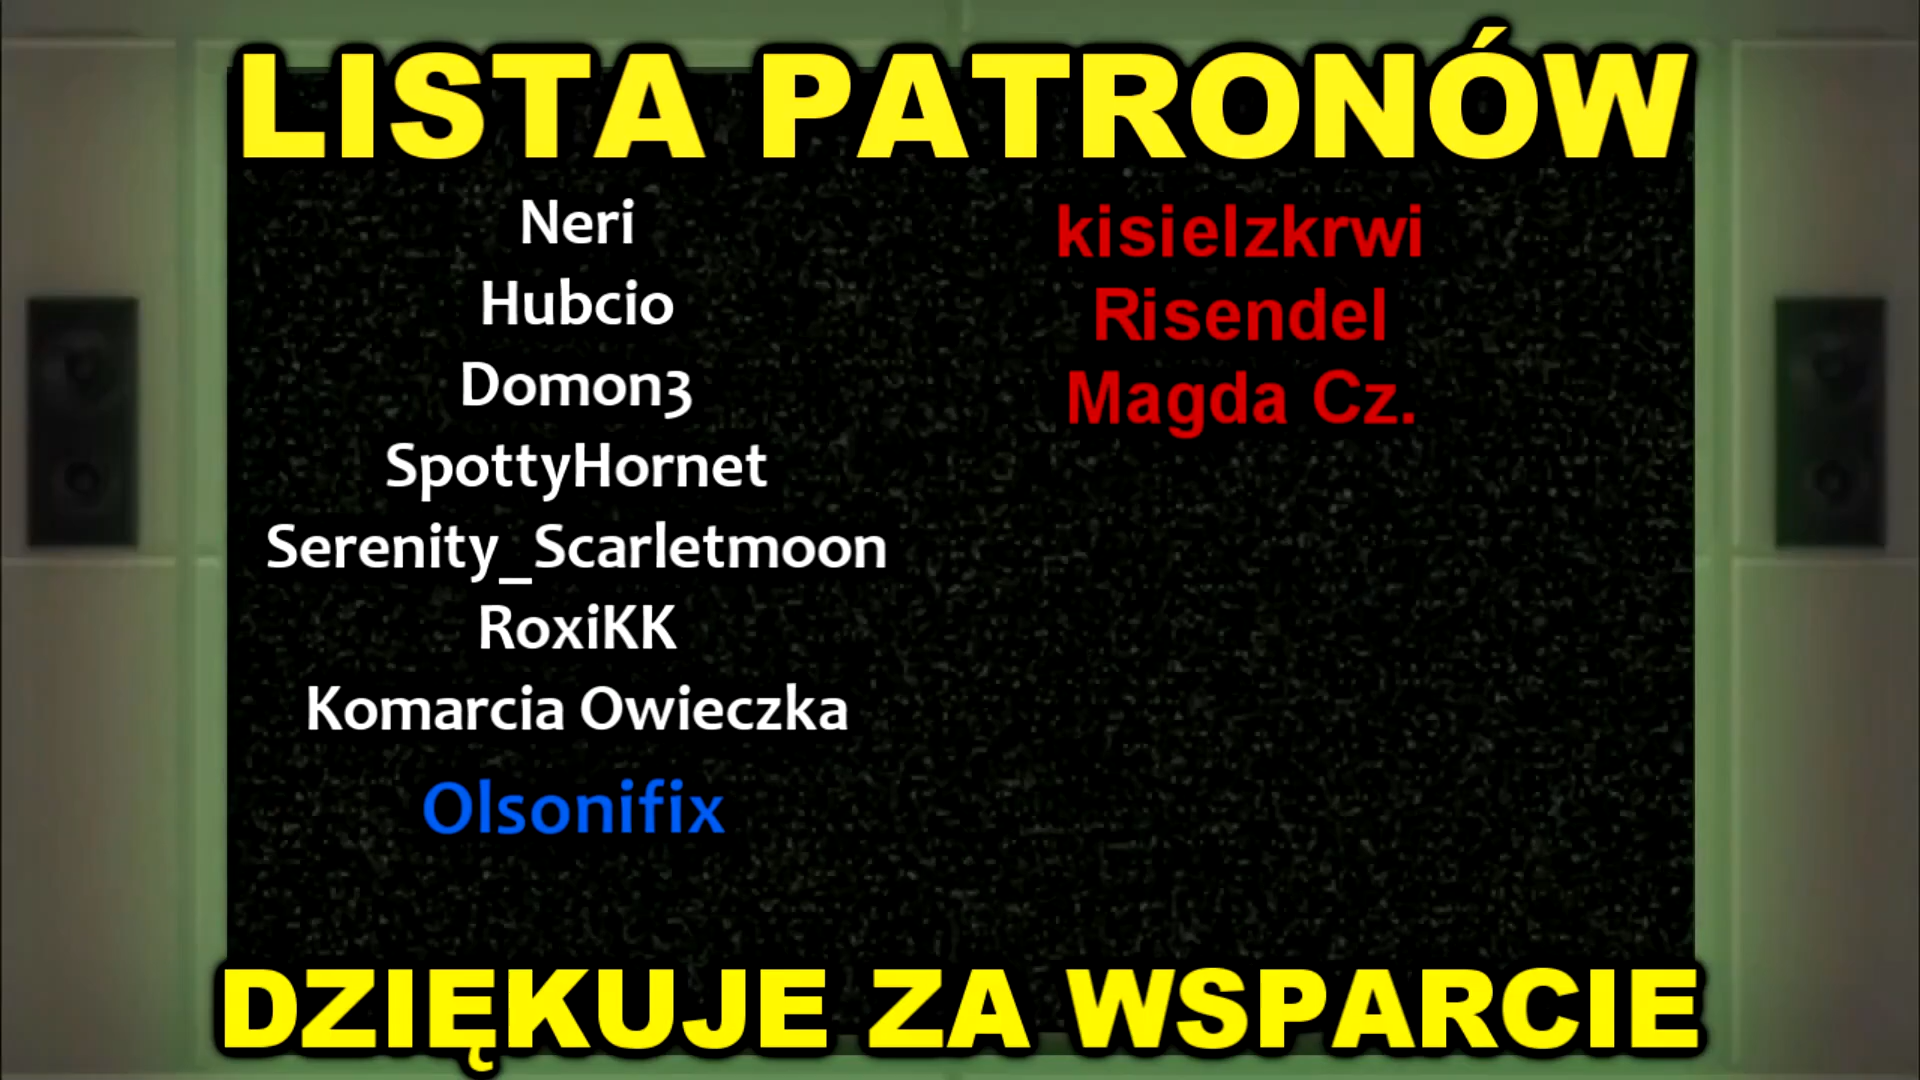 LISTA PATRONÓW
Neri
Hubcio
Domon3
SpottyHornet
Serenity_Scarletmoon
RoxiKK
Komarcia Owieczka
Olsonifix
kisielzkrwi
Risendel
Magda Cz.
DZIĘKUJE ZA WSPARCIE